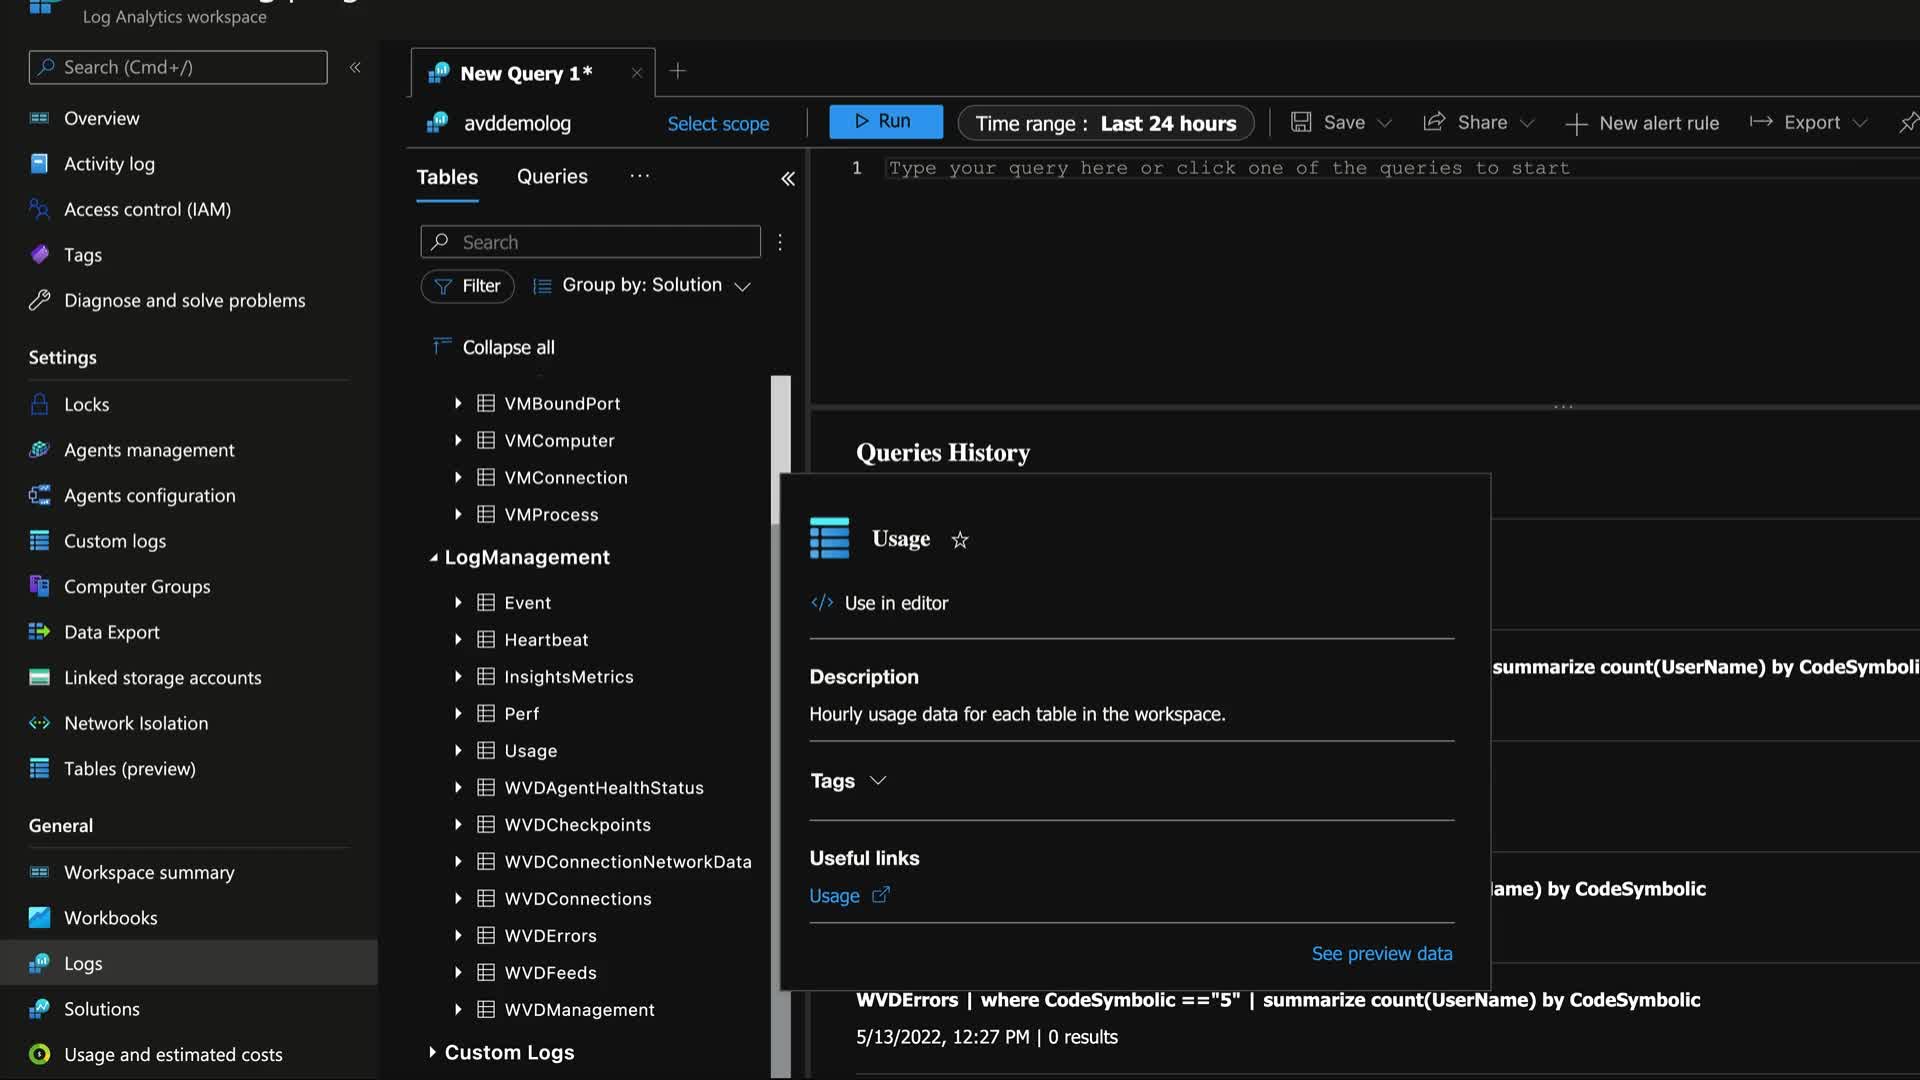 Log Analytics workspace
Search (Cmd+/)
Overview
Activity log
Access control (IAM)
Tags
Diagnose and solve problems
Settings
Locks
Agents management
Agents configuration
Custom logs
Computer Groups
Data Export
Linked storage accounts
Network Isolation
Tables (preview)
General
Workspace summary
Workbooks
Logs
Solutions
Usage and estimated costs
New Query 1*
avddemolog
Select scope
Run
Time range : Last 24 hours
Save
Share
New alert rule
Export
Tables
Queries
Search
Filter
Group by: Solution
Collapse all
VMBoundPort
VMComputer
VMConnection
VMProcess
LogManagement
Event
Heartbeat
InsightsMetrics
Perf
Usage
WVDAgentHealthStatus
WVDCheckpoints
WVDConnectionNetworkData
WVDConnections
WVDErrors
WVDFeeds
WVDManagement
Custom Logs
1 Type your query here or click one of the queries to start
Queries History
Usage
Use in editor
Description
Hourly usage data for each table in the workspace.
Tags
Useful links
Usage
See preview data
summarize count(UserName) by CodeSymboli
ame) by CodeSymbolic
WVDErrors | where CodeSymbolic =="5" | summarize count(UserName) by CodeSymbolic
5/13/2022, 12:27 PM | 0 results